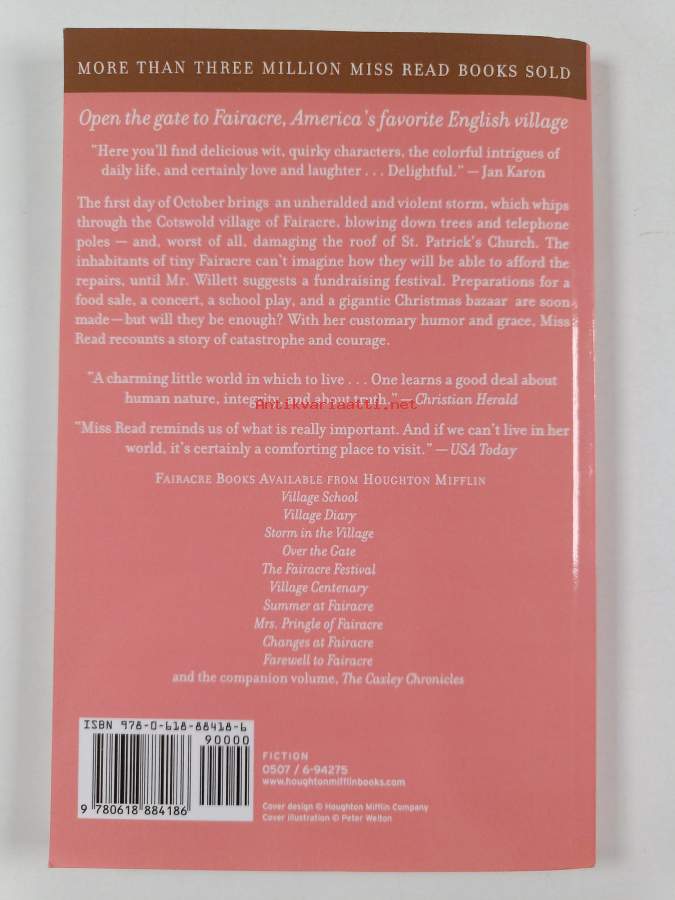 MORE THAN THREE MILLION MISS READ BOOKS SOLD
Open the gate to Fairacre, America's favorite English village
"Here you'll find delicious wit, quirky characters, the colorful intrigues of
daily life, and certainly love and laughter . . . Delightful." — Jan Karon
The first day of October brings an unheralded and violent storm, which whips
through the Cotswold village of Fairacre, blowing down trees and telephone
poles — and, worst of all, damaging the roof of St. Patrick's Church. The
inhabitants of tiny Fairacre can't imagine how they will be able to afford the
repairs, until Mr. Willett suggests a fundraising festival. Preparations for a
food sale, a concert, a school play, and a gigantic Christmas bazaar are soon
made — but will they be enough? With her customary humor and grace, Miss
Read recounts a story of catastrophe and courage.
"A charming little world in which to live . . . One learns a good deal about
human nature, integrity, and about truth." — Christian Herald
Antikvariaatti.net
"Miss Read reminds us of what is really important. And if we can't live in her
world, it's certainly a comforting place to visit." — USA Today
FAIRACRE BOOKS AVAILABLE FROM HOUGHTON MIFFLIN
Village School
Village Diary
Storm in the Village
Over the Gate
The Fairacre Festival
Village Centenary
Summer at Fairacre
Mrs. Pringle of Fairacre
Changes at Fairacre
Farewell to Fairacre
and the companion volume, The Caxley Chronicles
ISBN 978-0-618-88418-6
90000
9 780618 884186
FICTION
0507 / 6-94275
www.houghtonmifflinbooks.com
Cover design © Houghton Mifflin Company
Cover illustration © Peter Welton